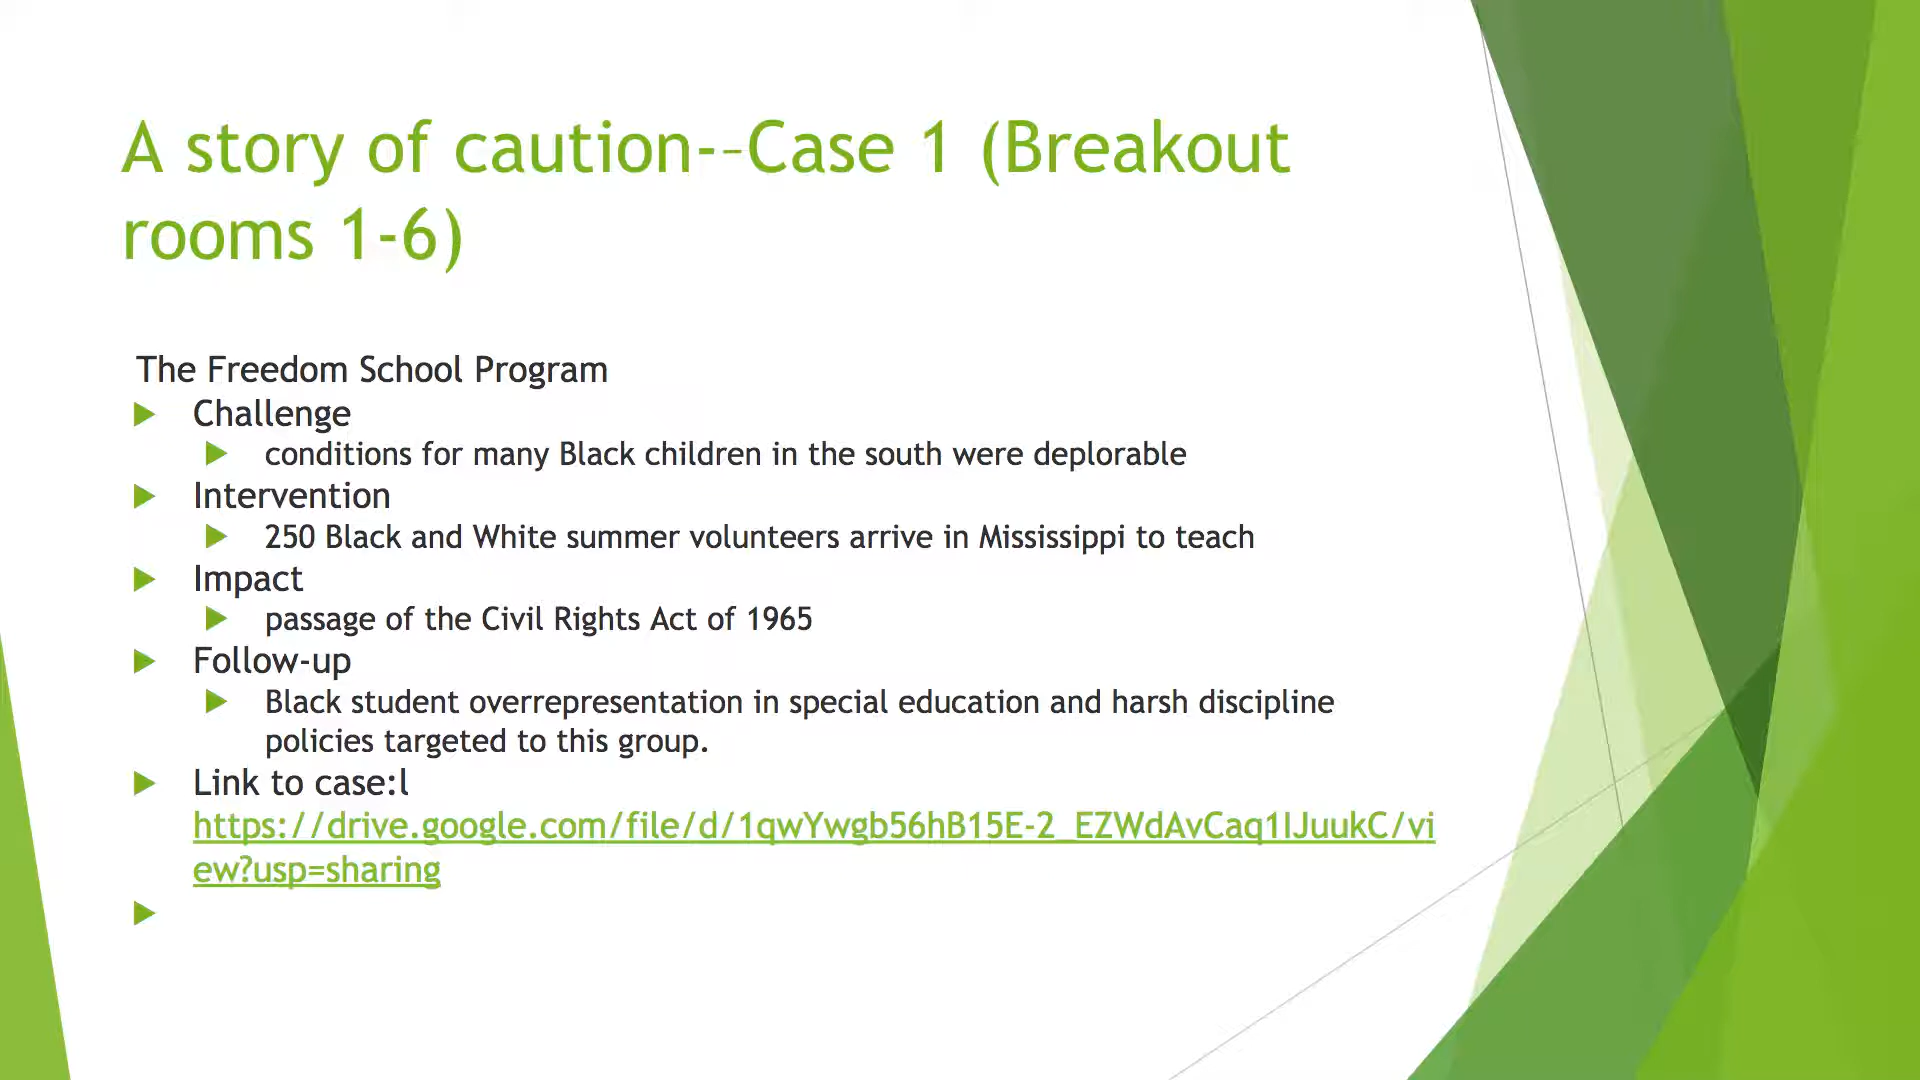 A story of caution-–Case 1 (Breakout
rooms 1-6)
The Freedom School Program
Challenge
conditions for many Black children in the south were deplorable
Intervention
250 Black and White summer volunteers arrive in Mississippi to teach
Impact
passage of the Civil Rights Act of 1965
Follow-up
Black student overrepresentation in special education and harsh discipline
policies targeted to this group.
Link to case:l
https://drive.google.com/file/d/1qwYwgb56hB15E-2_EZWdAvCaq1IJuukC/vi
ew?usp=sharing